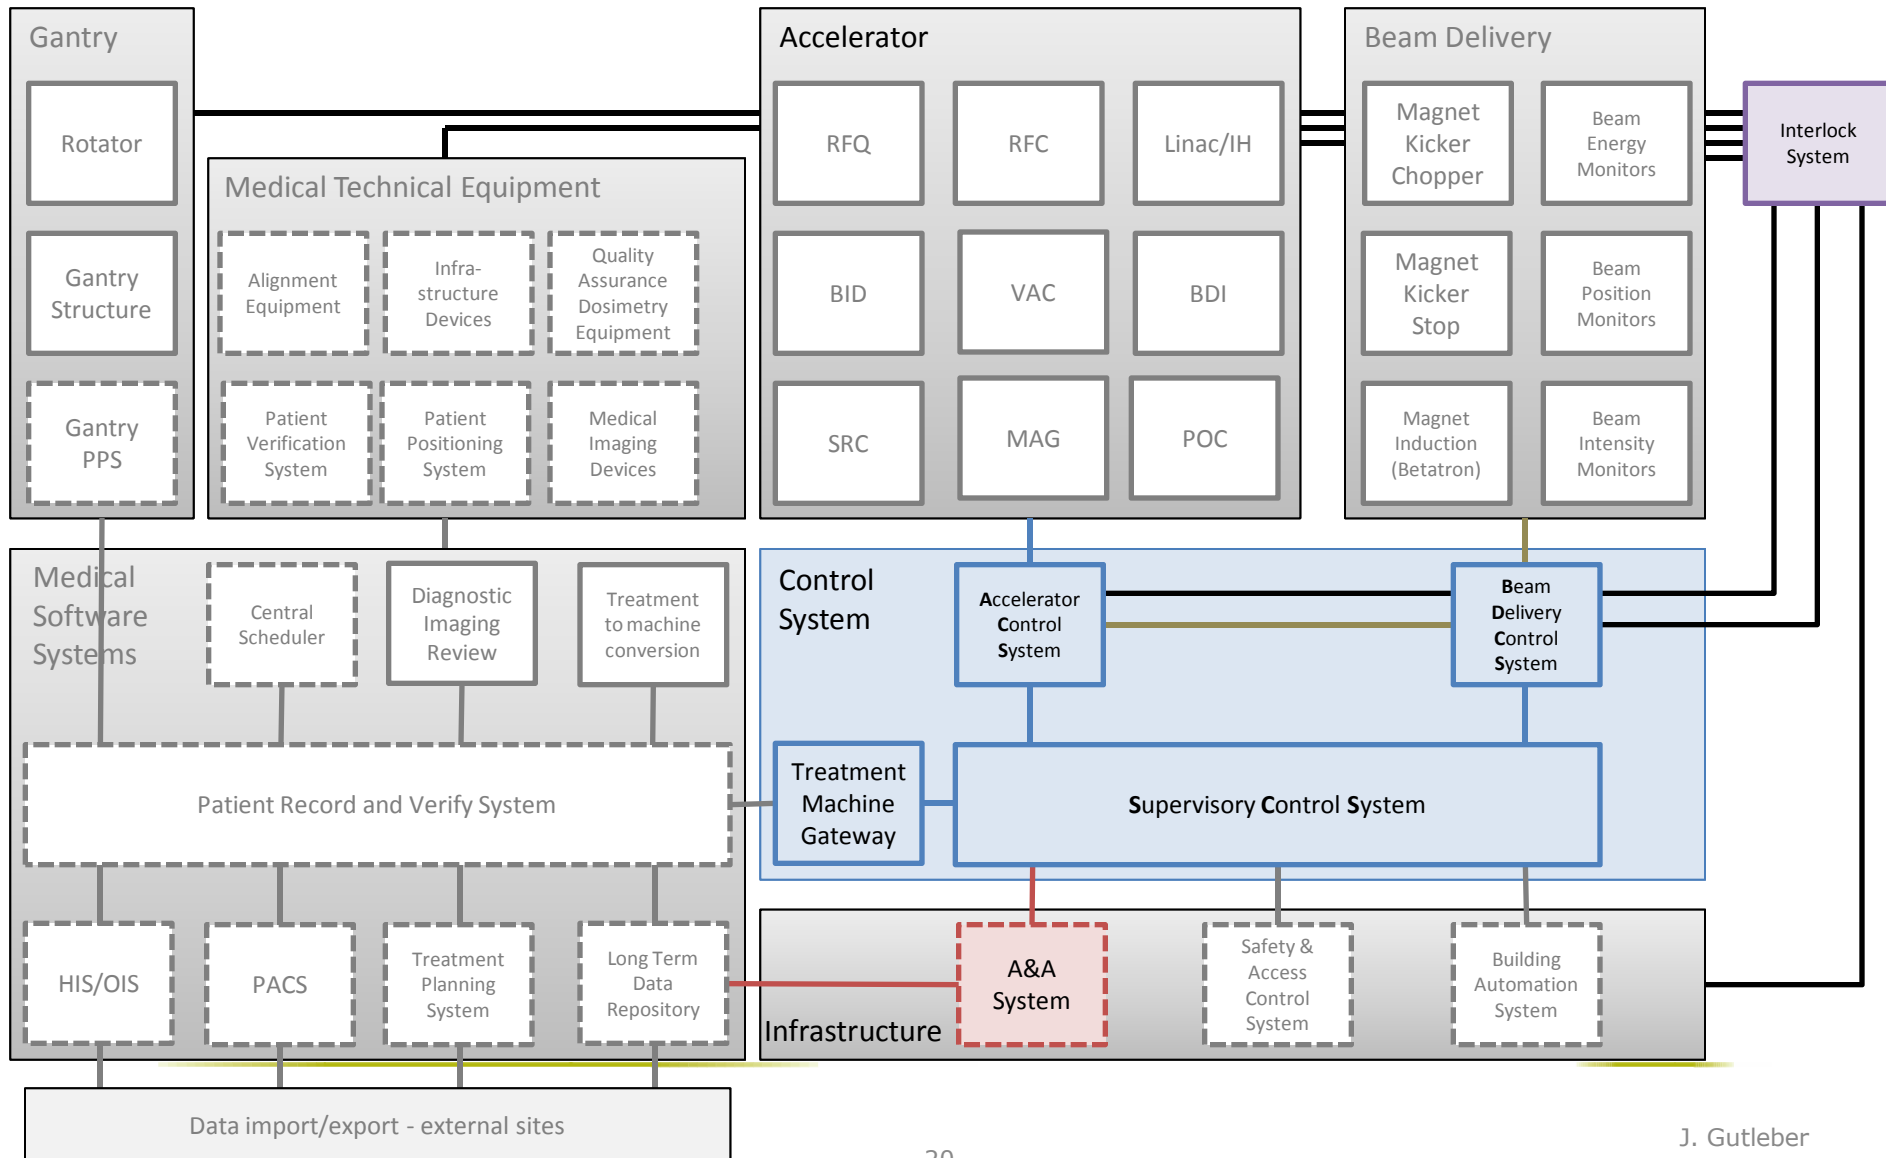 Gantry
Rotator
Gantry
Structure
Gantry
PPS
Medical Technical Equipment
Alignment
Equipment
Infra-
structure
Devices
Quality
Assurance
Dosimetry
Equipment
Patient
Verification
System
Patient
Positioning
System
Medical
Imaging
Devices
Accelerator
RFQ
RFC
Linac/IH
BID
VAC
BDI
SRC
MAG
POC
Beam Delivery
Magnet
Kicker
Chopper
Beam
Energy
Monitors
Magnet
Kicker
Stop
Beam
Position
Monitors
Magnet
Induction
(Betatron)
Beam
Intensity
Monitors
Interlock
System
Medical
Software
Systems
Central
Scheduler
Diagnostic
Imaging
Review
Treatment
to machine
conversion
Patient Record and Verify System
HIS/OIS
PACS
Treatment
Planning
System
Long Term
Data
Repository
Control
System
Accelerator
Control
System
Beam
Delivery
Control
System
Treatment
Machine
Gateway
Supervisory Control System
Infrastructure
A&A
System
Safety &
Access
Control
System
Building
Automation
System
Data import/export - external sites
J. Gutleber